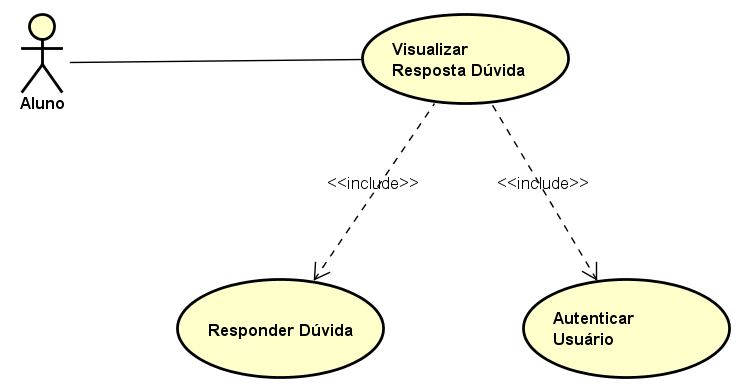 Visualizar
Resposta Dúvida
Aluno
<<include>>
<<include>>
Responder Dúvida
Autenticar
Usuário